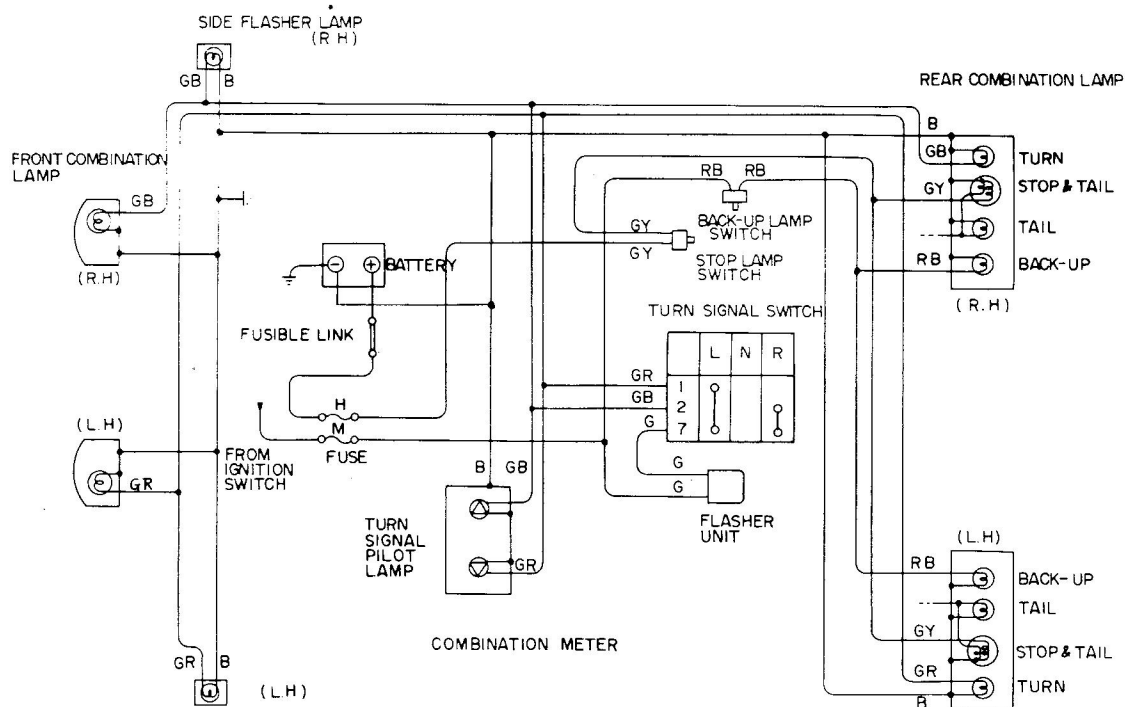 SIDE FLASHER LAMP
(R.H)
GB B
REAR COMBINATION LAMP
FRONT COMBINATION
LAMP
GB
(R.H)
B
GB
TURN
GY
STOP & TAIL
TAIL
RB
BACK-UP
(R.H)
RB RB
BACK-UP LAMP
SWITCH
GY
GY
STOP LAMP
SWITCH
- + BATTERY
FUSIBLE LINK
H
M
FUSE
FROM
IGNITION
SWITCH
TURN SIGNAL SWITCH
L N R
GR 1
GB 2
G 7
G
G
FLASHER
UNIT
(L.H)
GR
B GB
TURN
SIGNAL
PILOT
LAMP
GR
COMBINATION METER
GR B
(L.H)
(L.H)
RB
BACK-UP
TAIL
GY
STOP & TAIL
GR
TURN
B